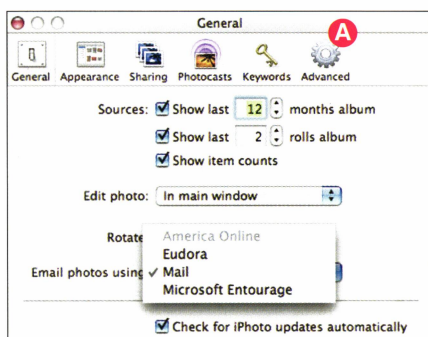 General
A
General Appearance Sharing Photocasts Keywords Advanced
Sources: Show last 12 months album
Show last 2 rolls album
Show item counts
Edit photo: In main window
Rotate
America Online
Eudora
Email photos using ✓ Mail
Microsoft Entourage
Check for iPhoto updates automatically